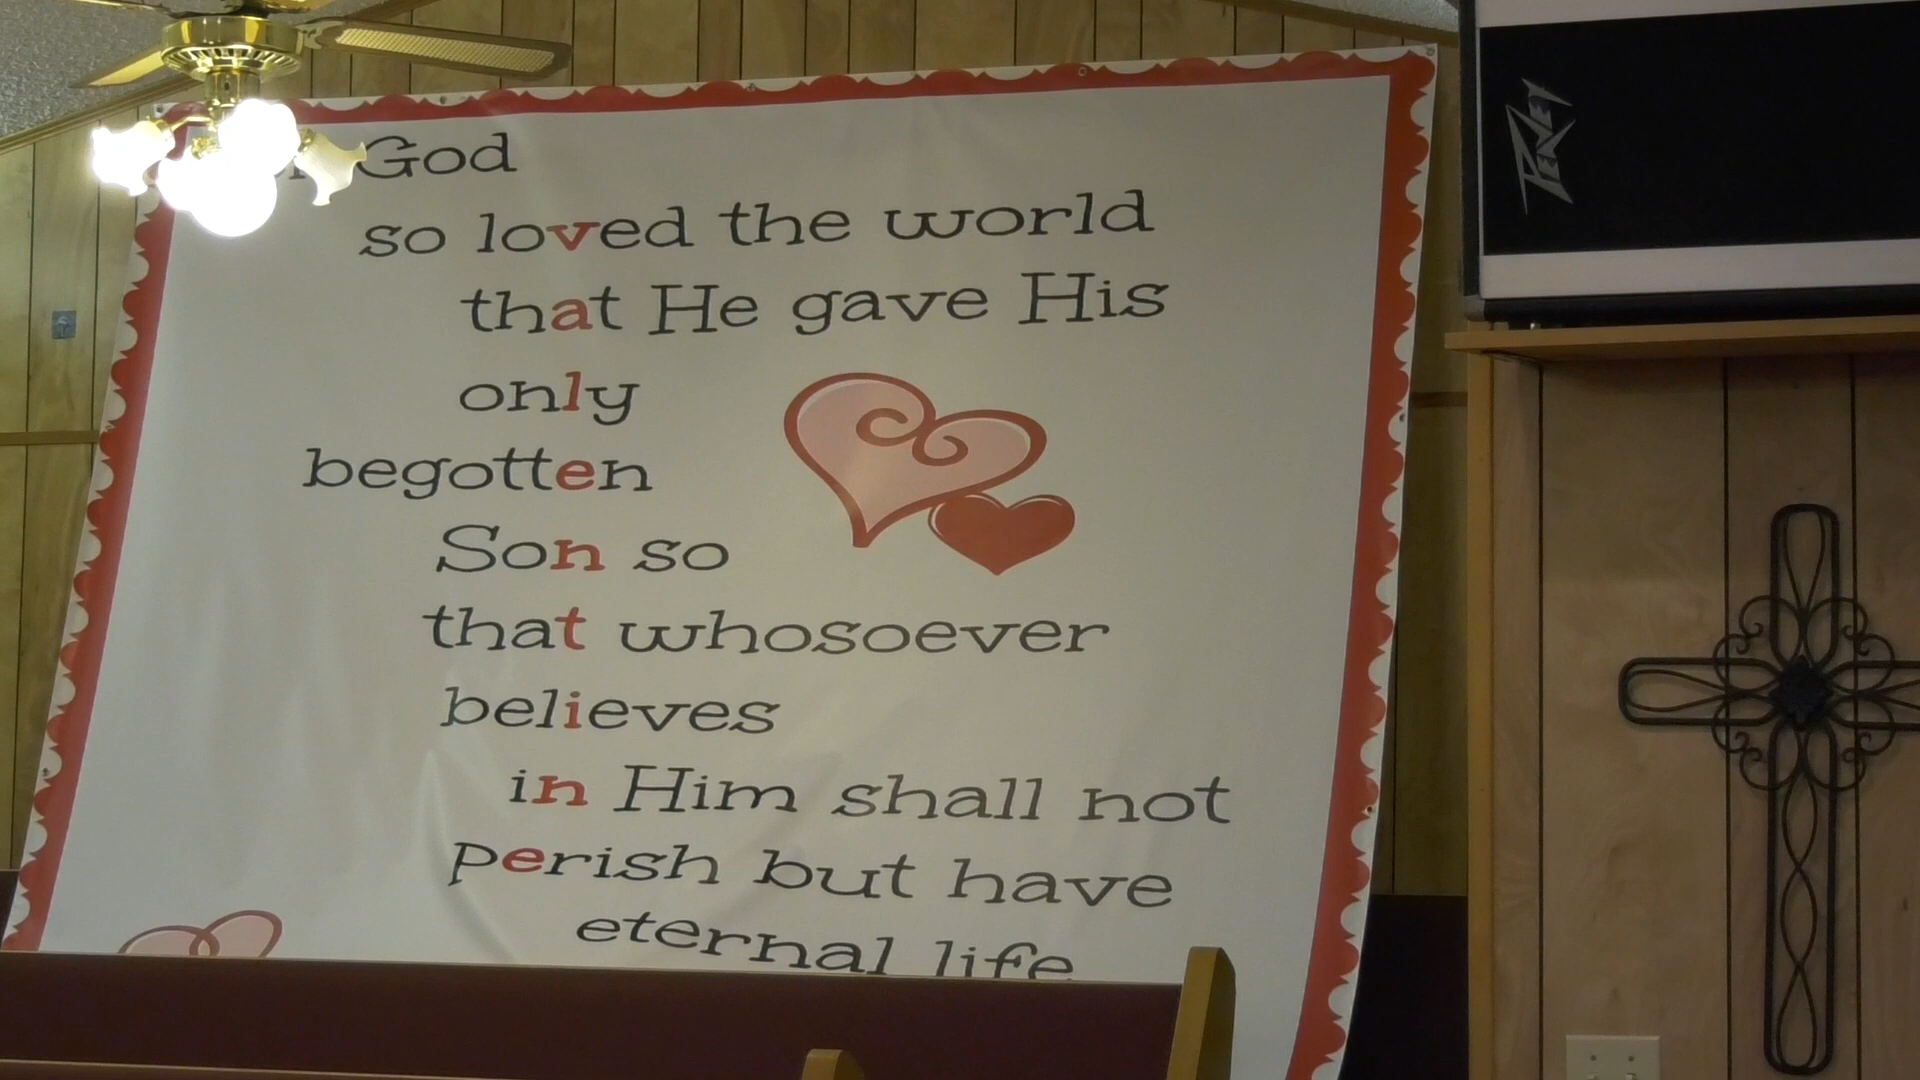 God
so loved the world
that He gave His
only
begotten
Son so
that whosoever
believes
in Him shall not
perish but have
eternal life
PEAVEY